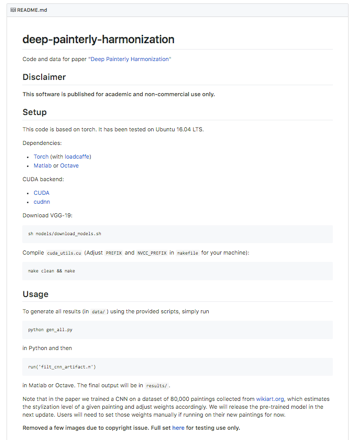 README.md
deep-painterly-harmonization
Code and data for paper "Deep Painterly Harmonization"
Disclaimer
This software is published for academic and non-commercial use only.
Setup
This code is based on torch. It has been tested on Ubuntu 16.04 LTS.
Dependencies:
• Torch (with loadcaffe)
• Matlab or Octave
CUDA backend:
• CUDA
• cudnn
Download VGG-19:
sh models/download_models.sh
Compile cuda_utils.cu (Adjust PREFIX and NVCC_PREFIX in makefile for your machine):
make clean && make
Usage
To generate all results (in data/ ) using the provided scripts, simply run
python gen_all.py
in Python and then
run('filt_cnn_artifact.m')
in Matlab or Octave. The final output will be in results/.
Note that in the paper we trained a CNN on a dataset of 80,000 paintings collected from wikiart.org, which estimates
the stylization level of a given painting and adjust weights accordingly. We will release the pre-trained model in the
next update. Users will need to set those weights manually if running on their new paintings for now.
Removed a few images due to copyright issue. Full set here for testing use only.